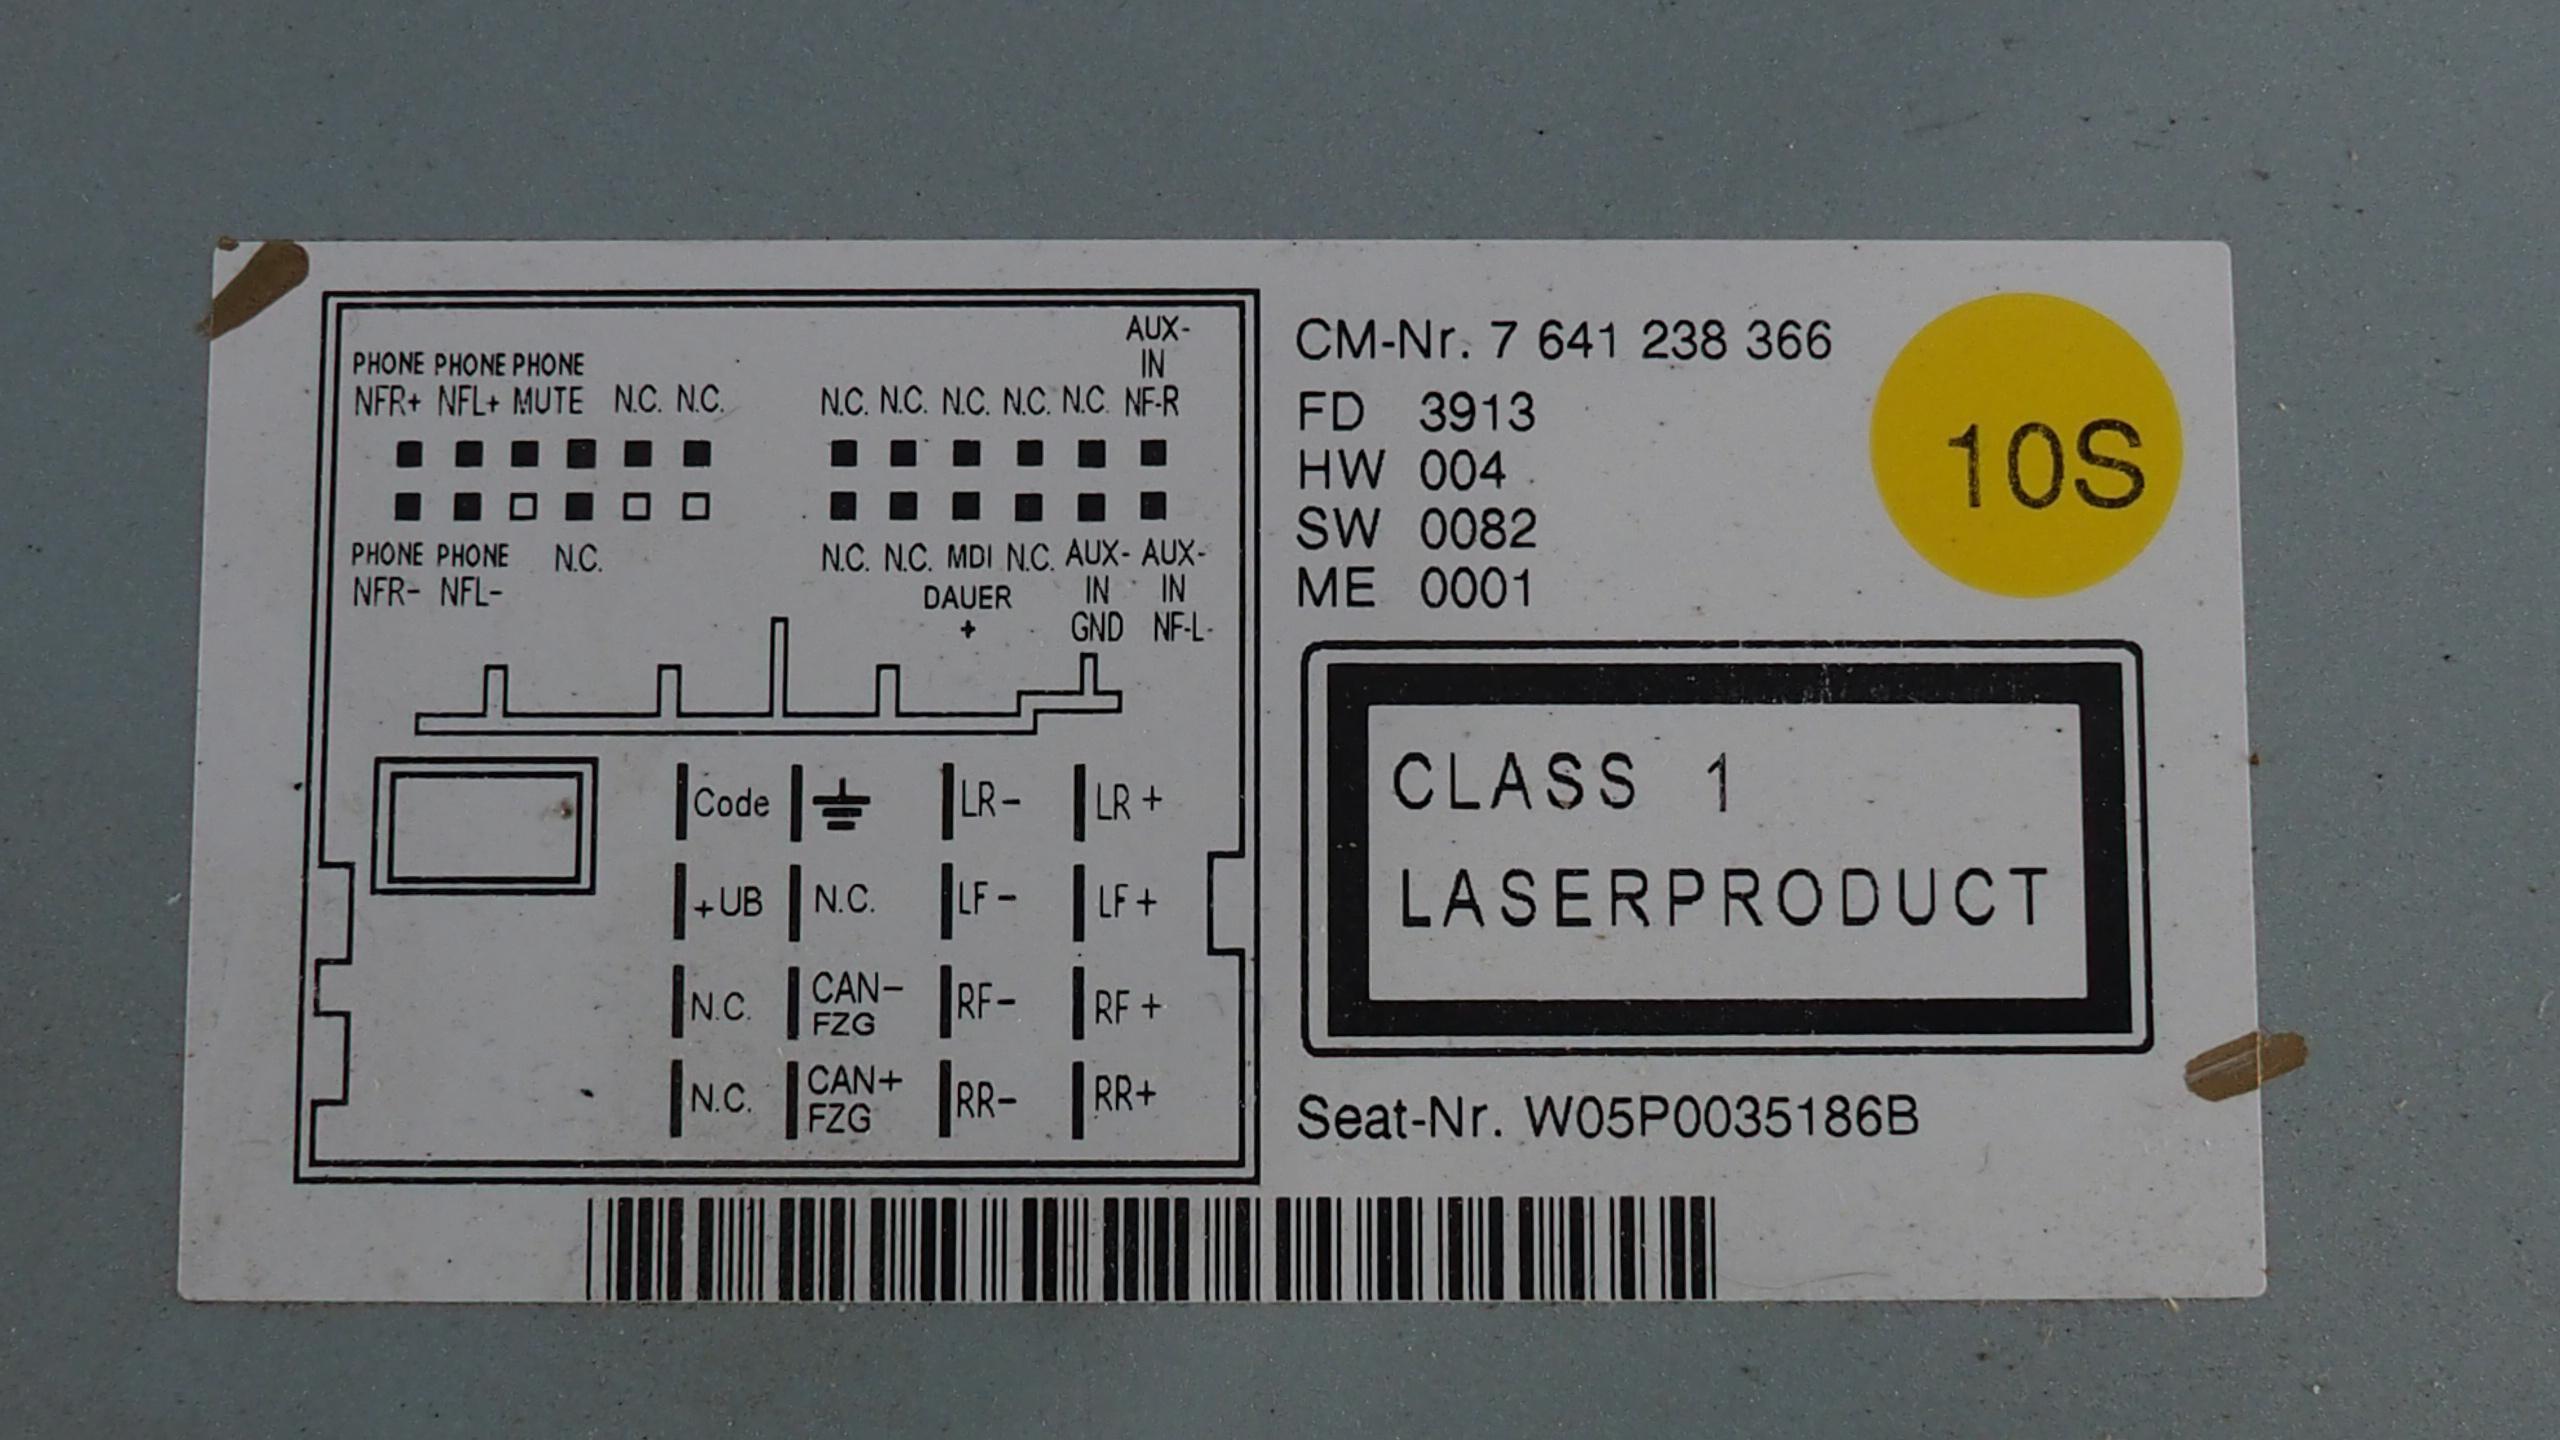 AUX-
PHONE PHONE PHONE IN
NFR+ NFL+ MUTE N.C. N.C. N.C. N.C. N.C. N.C. N.C. NF-R
PHONE PHONE N.C. N.C. N.C. MDI N.C. AUX- AUX-
NFR- NFL- DAUER IN IN
+ GND NF-L-
Code LR- LR+
+UB N.C. LF- LF+
N.C. CAN- RF- RF+
FZG
N.C. CAN+ RR- RR+
FZG
CM-Nr. 7 641 238 366
FD 3913
HW 004
SW 0082
ME 0001
10S
CLASS 1
LASERPRODUCT
Seat-Nr. W05P0035186B